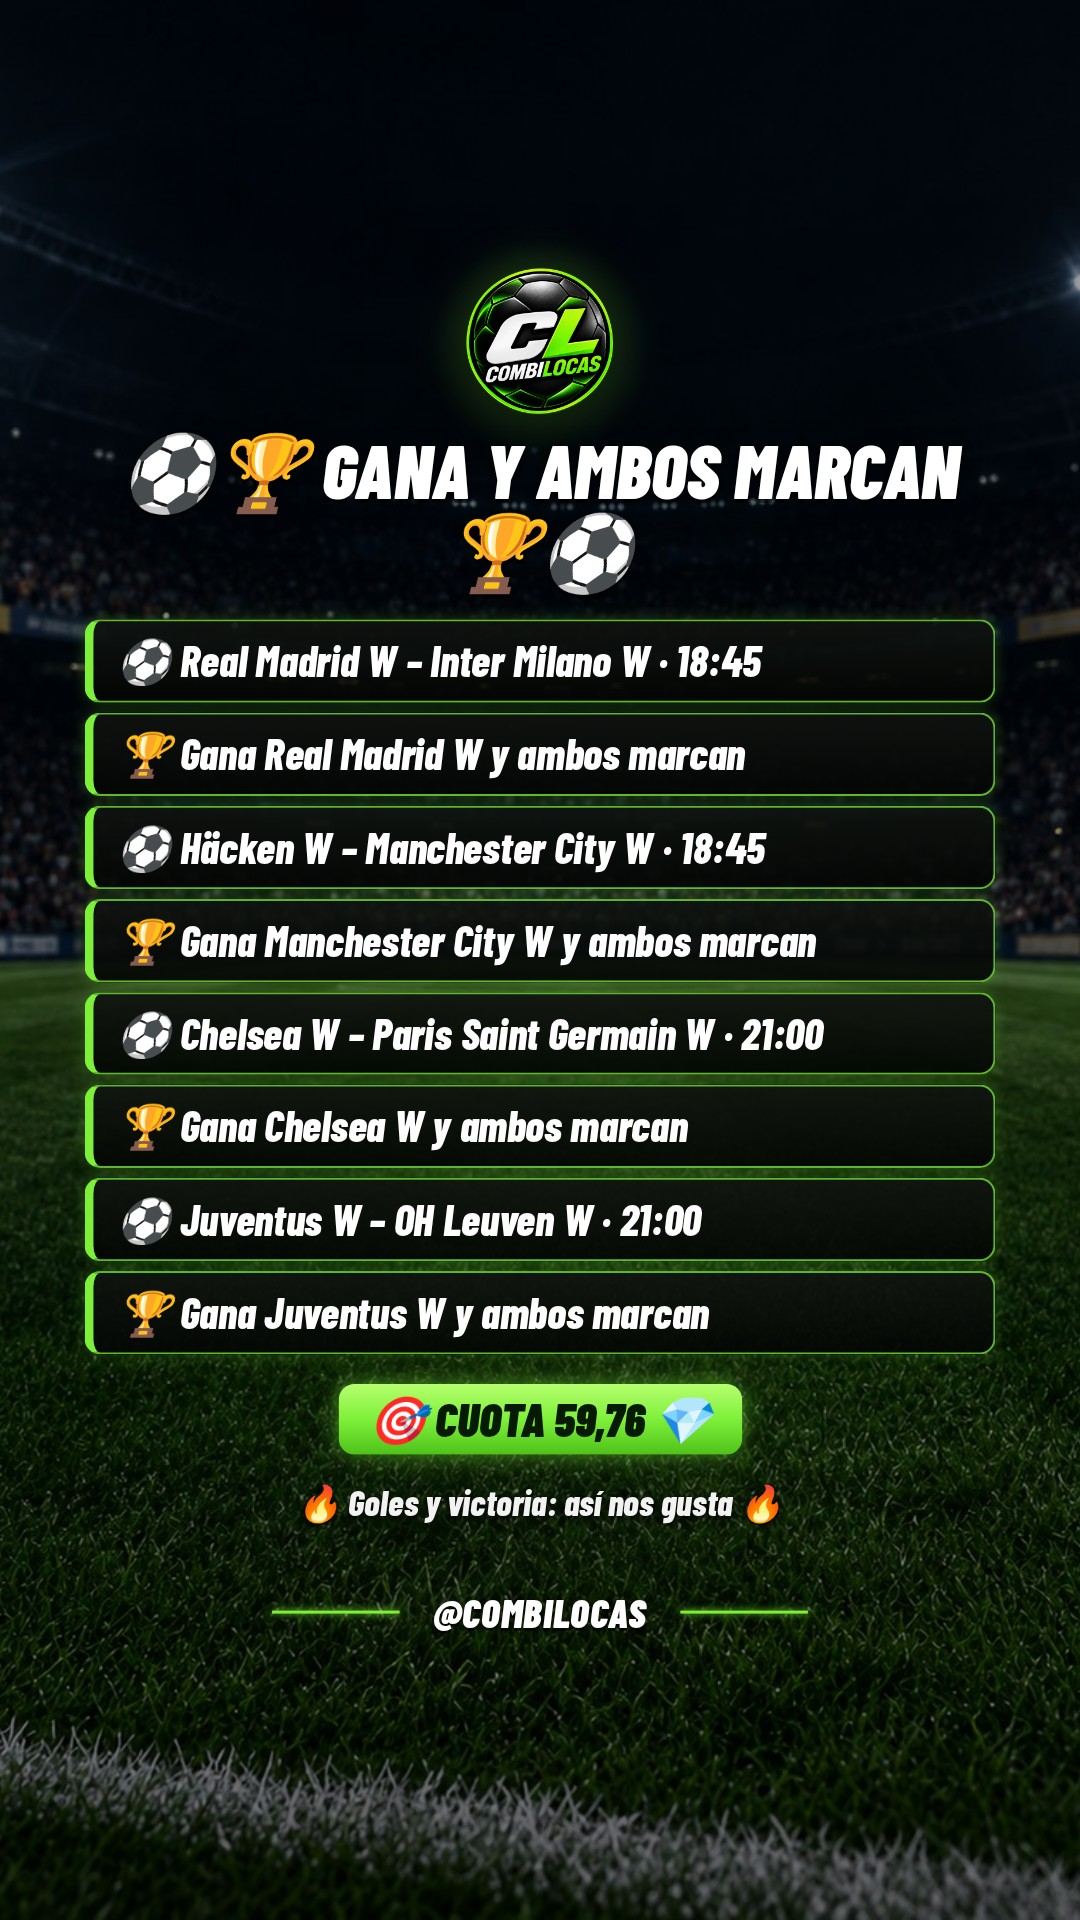 CL
COMBILOCAS
⚽🏆 GANA Y AMBOS MARCAN
🏆⚽
⚽ Real Madrid W – Inter Milano W · 18:45
🏆 Gana Real Madrid W y ambos marcan
⚽ Häcken W – Manchester City W · 18:45
🏆 Gana Manchester City W y ambos marcan
⚽ Chelsea W – Paris Saint Germain W · 21:00
🏆 Gana Chelsea W y ambos marcan
⚽ Juventus W – OH Leuven W · 21:00
🏆 Gana Juventus W y ambos marcan
🎯 CUOTA 59,76 💎
🔥 Goles y victoria: así nos gusta 🔥
@COMBILOCAS